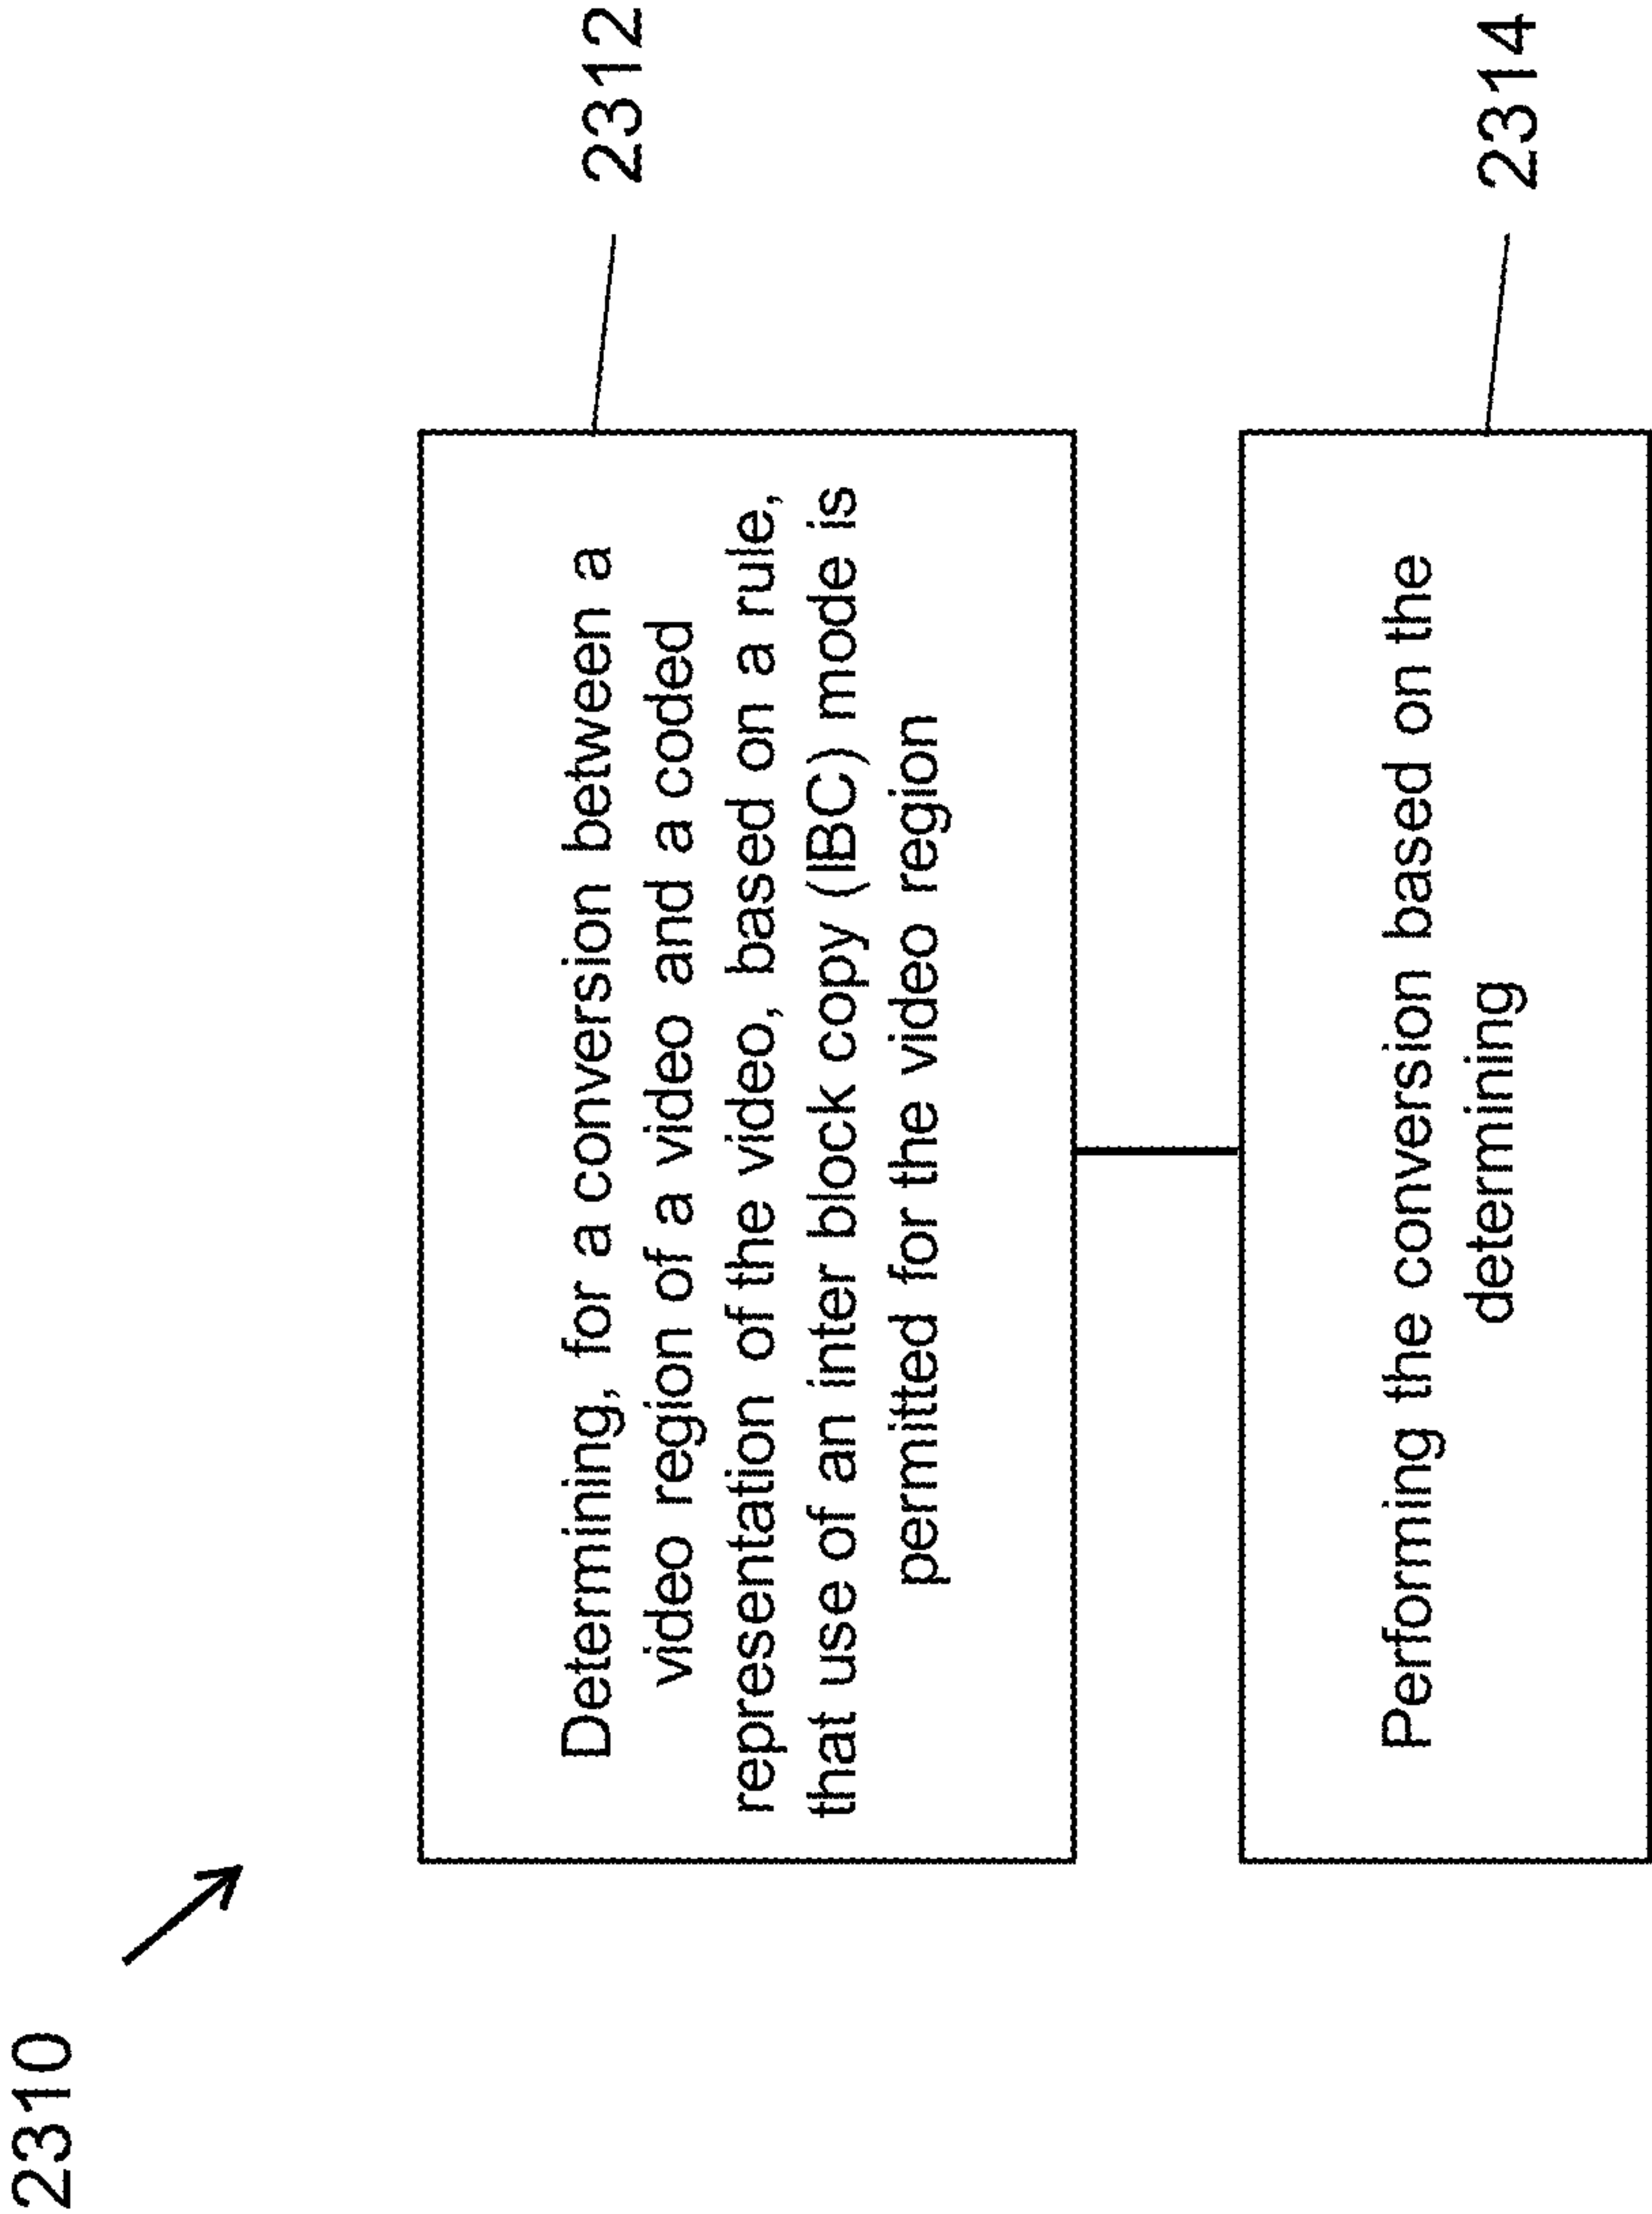 2310
Determining, for a conversion between a
video region of a video and a coded
representation of the video, based on a rule,
that use of an inter block copy (IBC) mode is
permitted for the video region
2312
Performing the conversion based on the
determining
2314